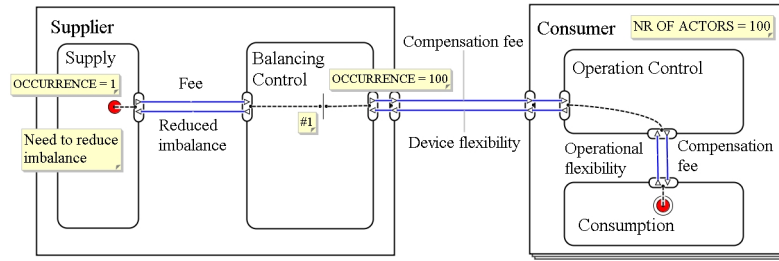 Supplier
Supply
OCCURRENCE = 1
Need to reduce
imbalance
Fee
Reduced
imbalance
Balancing
Control
#1
OCCURRENCE = 100
Compensation fee
Device flexibility
Consumer
NR OF ACTORS = 100
Operation Control
Operational
flexibility
Compensation
fee
Consumption